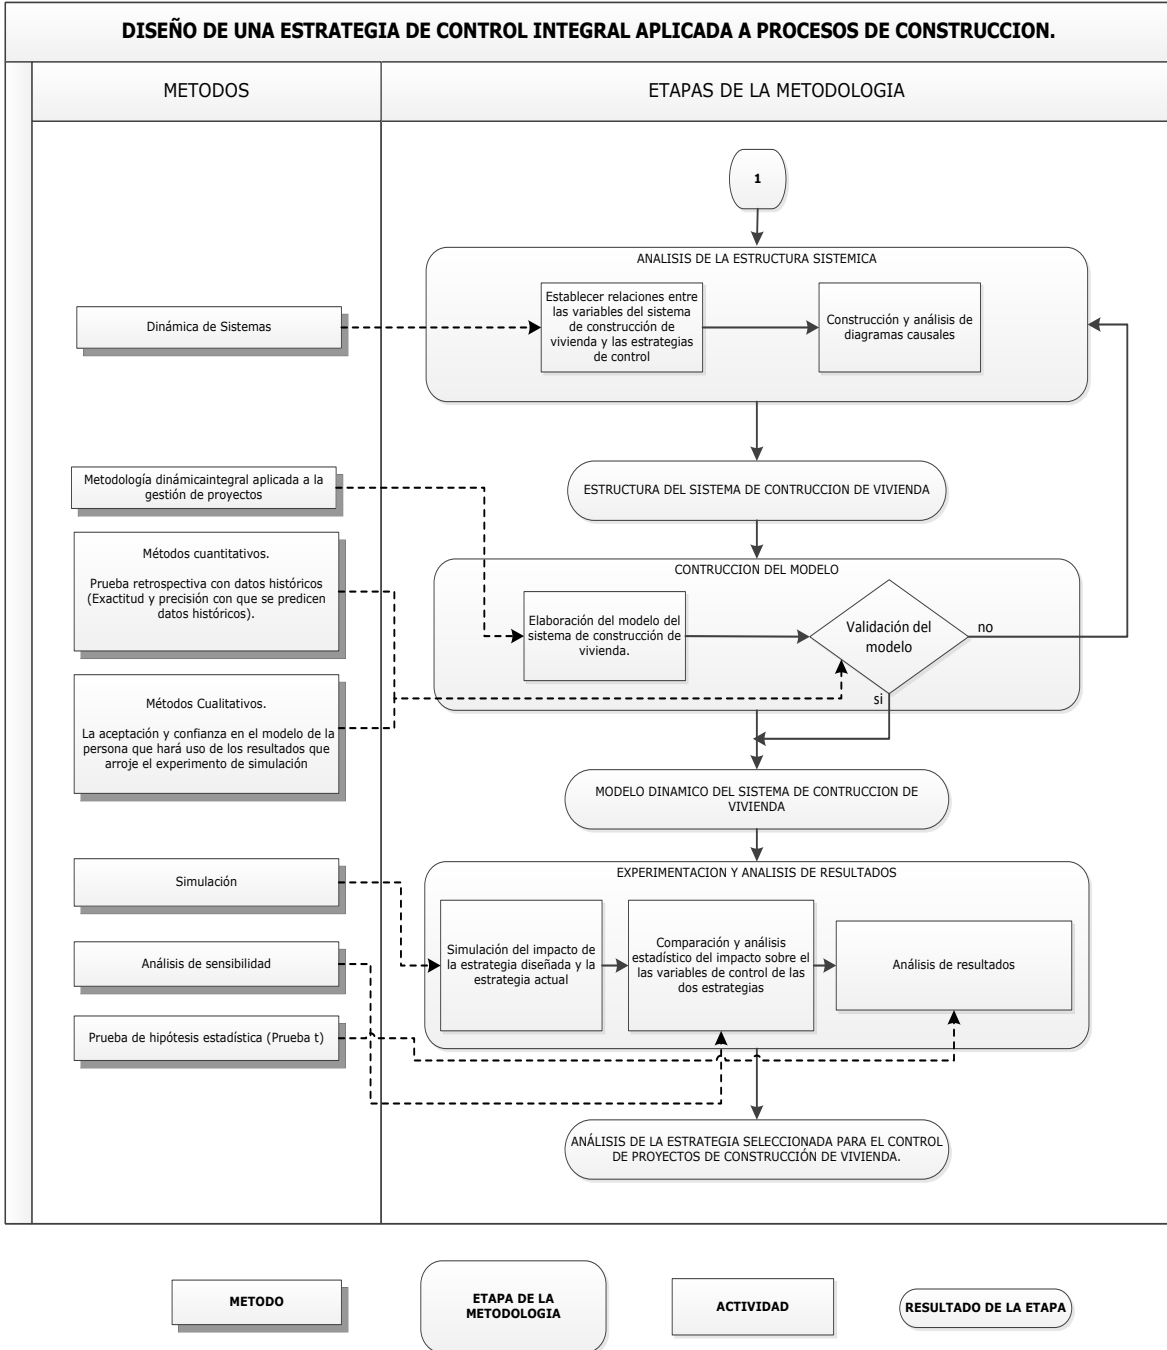 DISEÑO DE UNA ESTRATEGIA DE CONTROL INTEGRAL APLICADA A PROCESOS DE CONSTRUCCION.
METODOS
ETAPAS DE LA METODOLOGIA
1
ANALISIS DE LA ESTRUCTURA SISTEMICA
Dinámica de Sistemas
Establecer relaciones entre
las variables del sistema
de construcción de
vivienda y las estrategias
de control
Construcción y análisis de
diagramas causales
Metodología dinámicaintegral aplicada a la
gestión de proyectos
ESTRUCTURA DEL SISTEMA DE CONTRUCCION DE VIVIENDA
Métodos cuantitativos.
Prueba retrospectiva con datos históricos
(Exactitud y precisión con que se predicen
datos históricos).
CONTRUCCION DEL MODELO
Elaboración del modelo del
sistema de construcción de
vivienda.
Validación del
modelo
no
si
Métodos Cualitativos.
La aceptación y confianza en el modelo de la
persona que hará uso de los resultados que
arroje el experimento de simulación
MODELO DINAMICO DEL SISTEMA DE CONTRUCCION DE
VIVIENDA
EXPERIMENTACION Y ANALISIS DE RESULTADOS
Simulación
Simulación del impacto de
la estrategia diseñada y la
estrategia actual
Comparación y análisis
estadístico del impacto sobre el
las variables de control de las
dos estrategias
Análisis de resultados
Análisis de sensibilidad
Prueba de hipótesis estadística (Prueba t)
ANÁLISIS DE LA ESTRATEGIA SELECCIONADA PARA EL CONTROL
DE PROYECTOS DE CONSTRUCCIÓN DE VIVIENDA.
METODO
ETAPA DE LA
METODOLOGIA
ACTIVIDAD
RESULTADO DE LA ETAPA